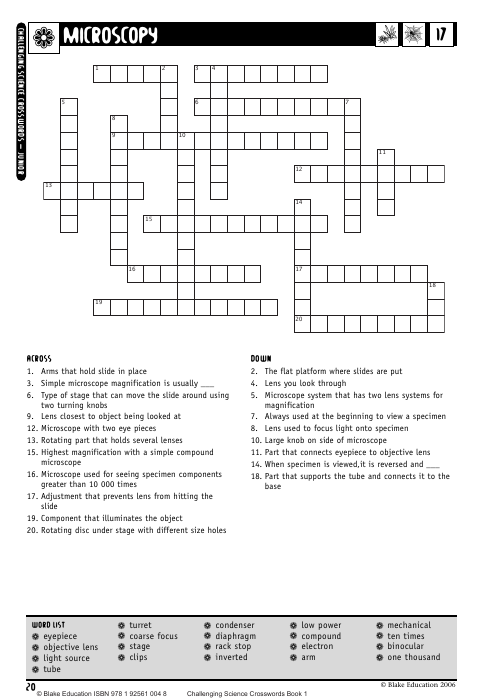 CHALLENGING SCIENCE CROSSWORDS – JUNIOR
MICROSCOPY
17
1
2
3
4
5
6
7
8
9
10
11
12
13
14
15
16
17
18
19
20
ACROSS
1. Arms that hold slide in place
3. Simple microscope magnification is usually ___
6. Type of stage that can move the slide around using
two turning knobs
9. Lens closest to object being looked at
12. Microscope with two eye pieces
13. Rotating part that holds several lenses
15. Highest magnification with a simple compound
microscope
16. Microscope used for seeing specimen components
greater than 10 000 times
17. Adjustment that prevents lens from hitting the
slide
19. Component that illuminates the object
20. Rotating disc under stage with different size holes
DOWN
2. The flat platform where slides are put
4. Lens you look through
5. Microscope system that has two lens systems for
magnification
7. Always used at the beginning to view a specimen
8. Lens used to focus light onto specimen
10. Large knob on side of microscope
11. Part that connects eyepiece to objective lens
14. When specimen is viewed,it is reversed and ___
18. Part that supports the tube and connects it to the
base
WORD LIST
eyepiece
objective lens
light source
tube
turret
coarse focus
stage
clips
condenser
diaphragm
rack stop
inverted
low power
compound
electron
arm
mechanical
ten times
binocular
one thousand
20
© Blake Education 2006
© Blake Education ISBN 978 1 92561 004 8 Challenging Science Crosswords Book 1